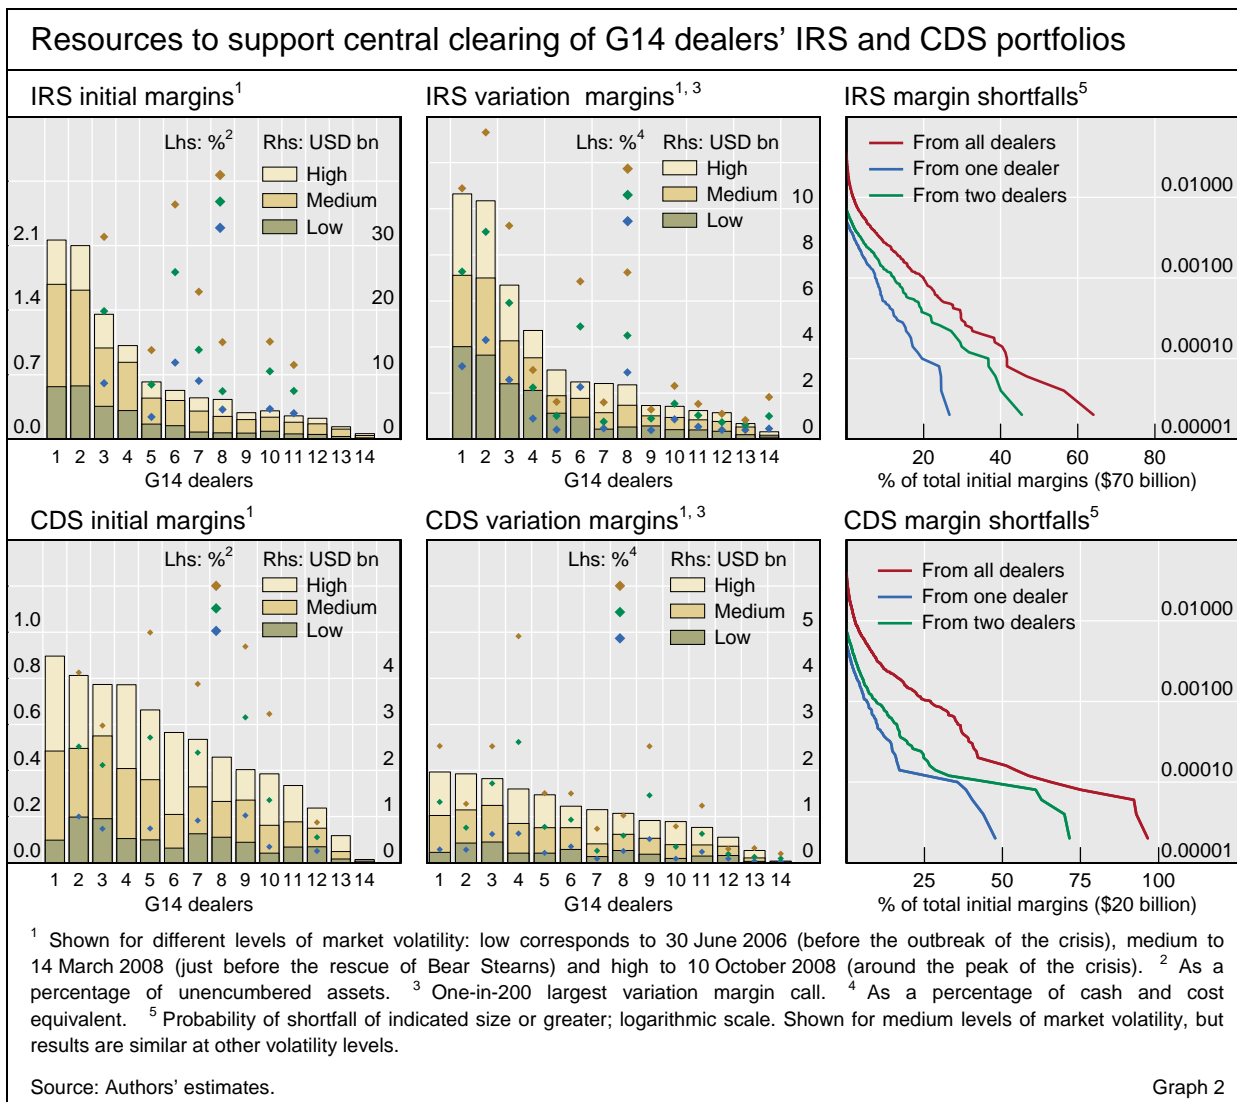 Resources to support central clearing of G14 dealers’ IRS and CDS portfolios
IRS initial margins1
Lhs: %2 Rhs: USD bn
High
Medium
Low
2.1 30
1.4 20
0.7 10
0.0 0
1 2 3 4 5 6 7 8 9 10 11 12 13 14
G14 dealers
IRS variation margins1, 3
Lhs: %4 Rhs: USD bn
High
Medium
Low
10
8
6
4
2
0
1 2 3 4 5 6 7 8 9 10 11 12 13 14
G14 dealers
IRS margin shortfalls5
From all dealers
From one dealer
From two dealers
0.01000
0.00100
0.00010
0.00001
20 40 60 80
% of total initial margins ($70 billion)
CDS initial margins1
Lhs: %2 Rhs: USD bn
High
Medium
Low
1.0
0.8 4
0.6 3
0.4 2
0.2 1
0.0 0
1 2 3 4 5 6 7 8 9 10 11 12 13 14
G14 dealers
CDS variation margins1, 3
Lhs: %4 Rhs: USD bn
High
Medium
Low
5
4
3
2
1
0
1 2 3 4 5 6 7 8 9 10 11 12 13 14
G14 dealers
CDS margin shortfalls5
From all dealers
From one dealer
From two dealers
0.01000
0.00100
0.00010
0.00001
25 50 75 100
% of total initial margins ($20 billion)
1 Shown for different levels of market volatility: low corresponds to 30 June 2006 (before the outbreak of the crisis), medium to
14 March 2008 (just before the rescue of Bear Stearns) and high to 10 October 2008 (around the peak of the crisis). 2 As a
percentage of unencumbered assets. 3 One-in-200 largest variation margin call. 4 As a percentage of cash and cost
equivalent. 5 Probability of shortfall of indicated size or greater; logarithmic scale. Shown for medium levels of market volatility, but
results are similar at other volatility levels.
Source: Authors’ estimates. Graph 2